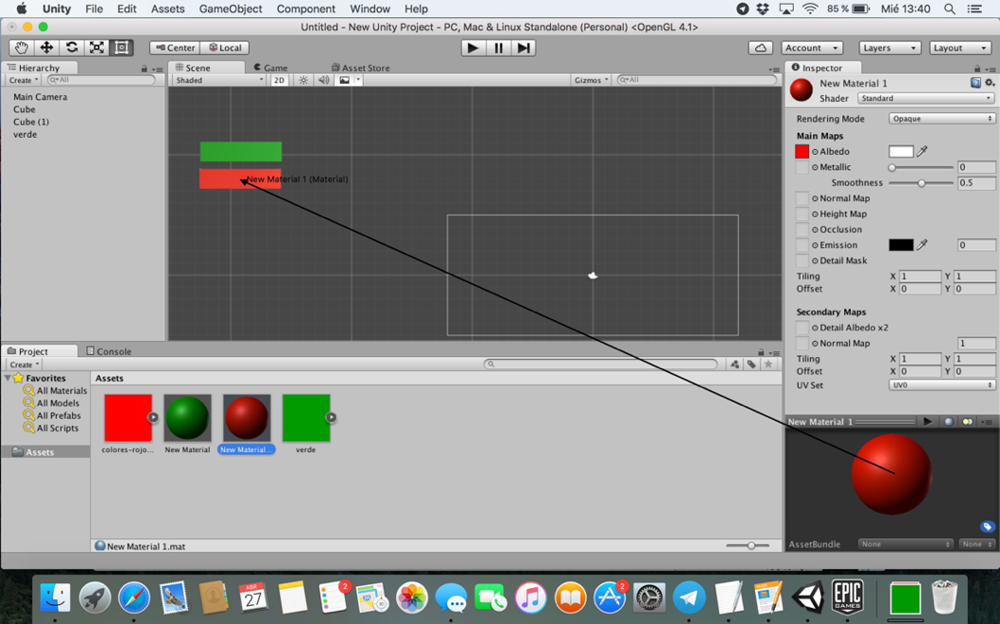 Unity File Edit Assets GameObject Component Window Help 85 % Mié 13:40
Untitled - New Unity Project - PC, Mac & Linux Standalone (Personal) <OpenGL 4.1>
Center Local Account Layers Layout
Hierarchy
Create All
Main Camera
Cube
Cube (1)
verde
Scene Game Asset Store
Shaded 2D Gizmos All
New Material 1 (Material)
Inspector
New Material 1
Shader Standard
Rendering Mode Opaque
Main Maps
Albedo
Metallic 0
Smoothness 0.5
Normal Map
Height Map
Occlusion
Emission 0
Detail Mask
Tiling X 1 Y 1
Offset X 0 Y 0
Secondary Maps
Detail Albedo x2
Normal Map 1
Tiling X 1 Y 1
Offset X 0 Y 0
UV Set UV0
New Material 1
AssetBundle None None
Project Console
Create
Favorites
All Materials
All Models
All Prefabs
All Scripts
Assets
Assets
colores-rojo... New Material New Material... verde
New Material 1.mat
ABR
27
2
2
EPIC
GAMES